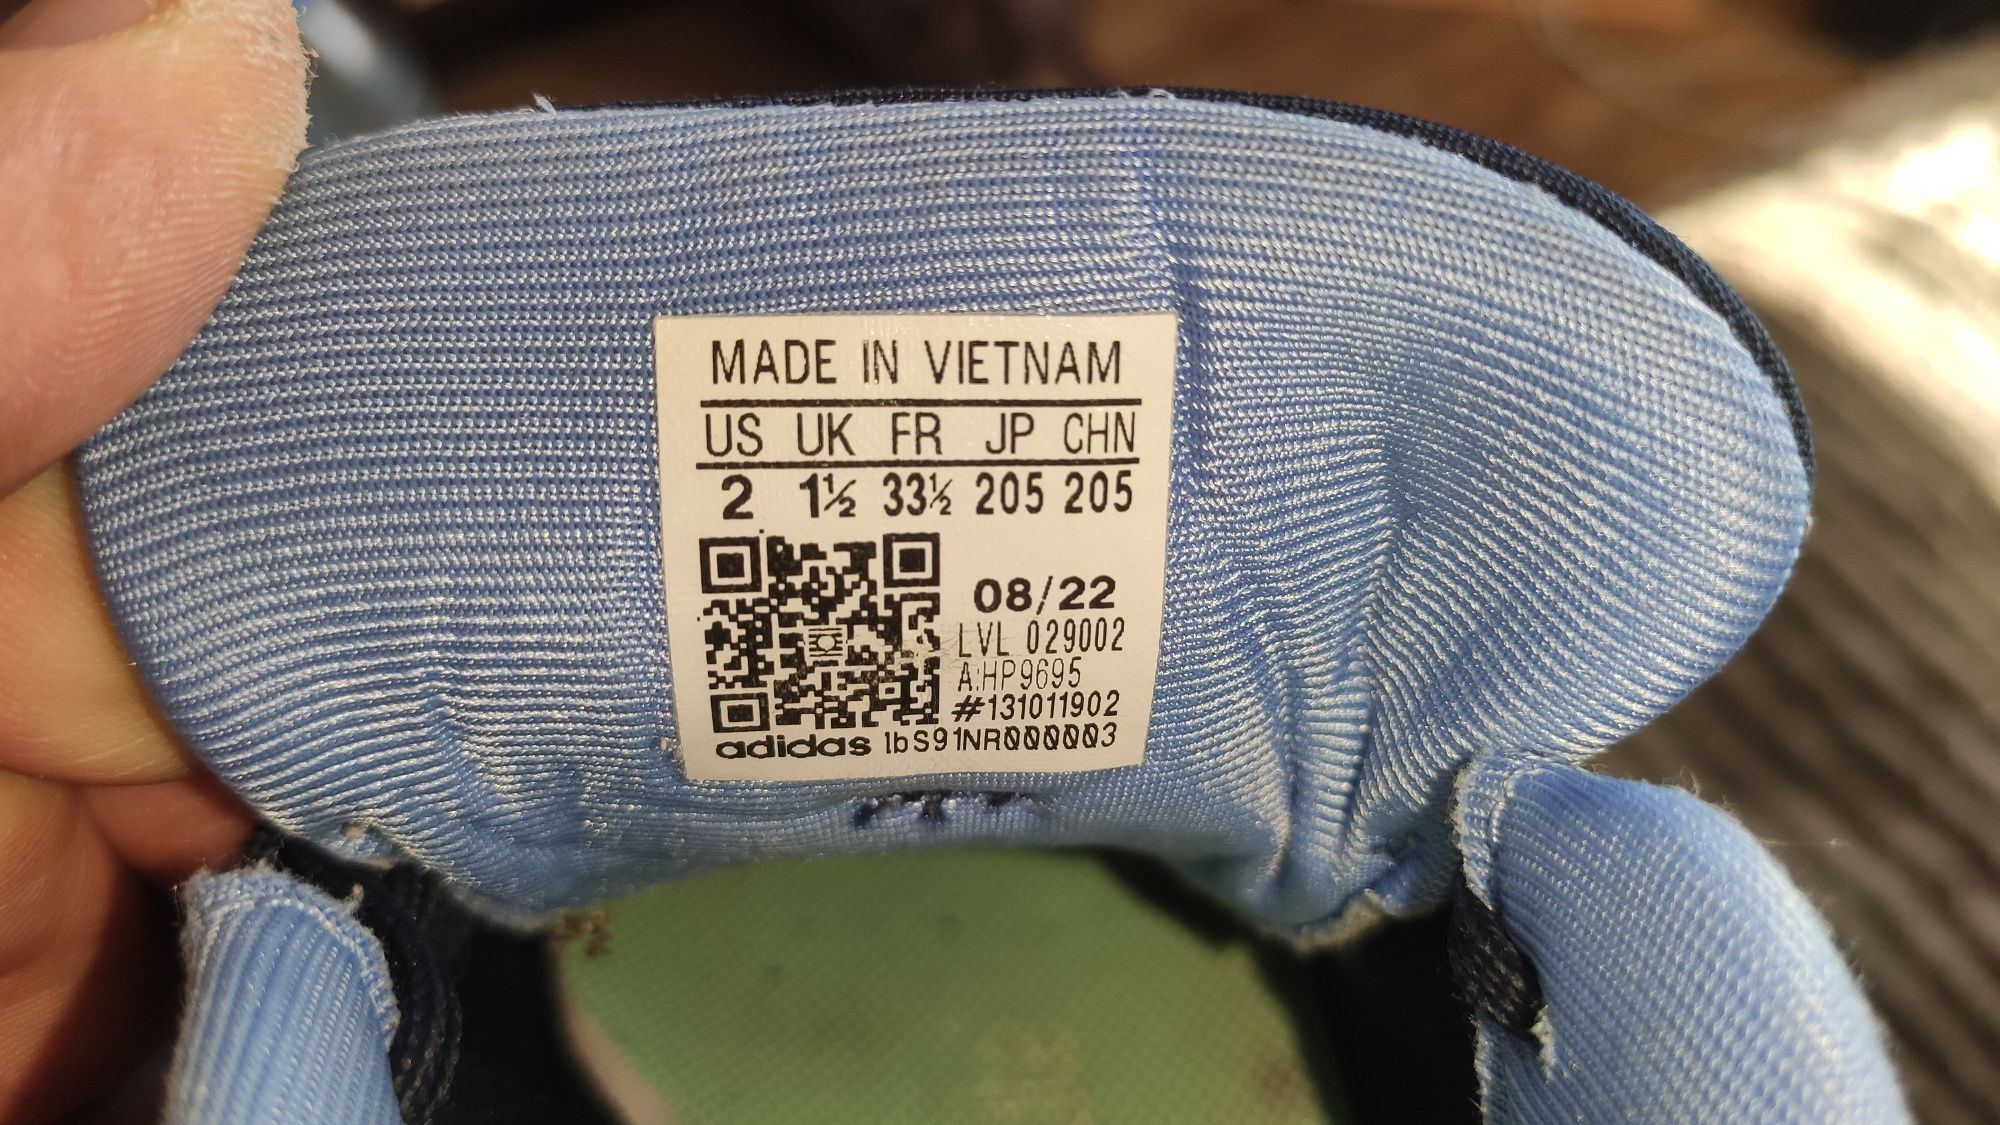 MADE IN VIETNAM
US UK FR JP CHN
2 1½ 33½ 205 205
08/22
LVL 029002
A:HP9695
#131011902
adidas lbS91NR000003